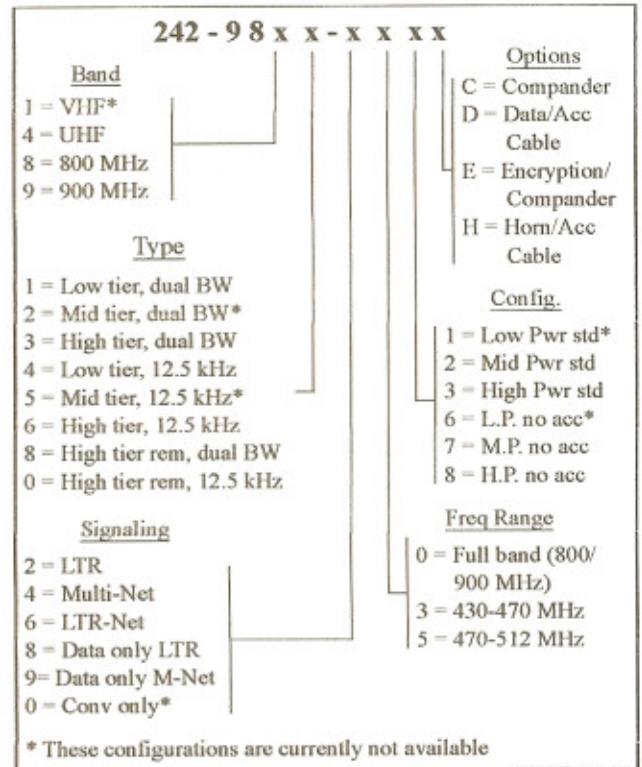 242 - 9 8 x x - x x x x
Band
1 = VHF*
4 = UHF
8 = 800 MHz
9 = 900 MHz
Type
1 = Low tier, dual BW
2 = Mid tier, dual BW*
3 = High tier, dual BW
4 = Low tier, 12.5 kHz
5 = Mid tier, 12.5 kHz*
6 = High tier, 12.5 kHz
8 = High tier rem, dual BW
0 = High tier rem, 12.5 kHz
Signaling
2 = LTR
4 = Multi-Net
6 = LTR-Net
8 = Data only LTR
9= Data only M-Net
0 = Conv only*
Options
C = Compander
D = Data/Acc
Cable
E = Encryption/
Compander
H = Horn/Acc
Cable
Config.
1 = Low Pwr std*
2 = Mid Pwr std
3 = High Pwr std
6 = L.P. no acc*
7 = M.P. no acc
8 = H.P. no acc
Freq Range
0 = Full band (800/
900 MHz)
3 = 430-470 MHz
5 = 470-512 MHz
* These configurations are currently not available